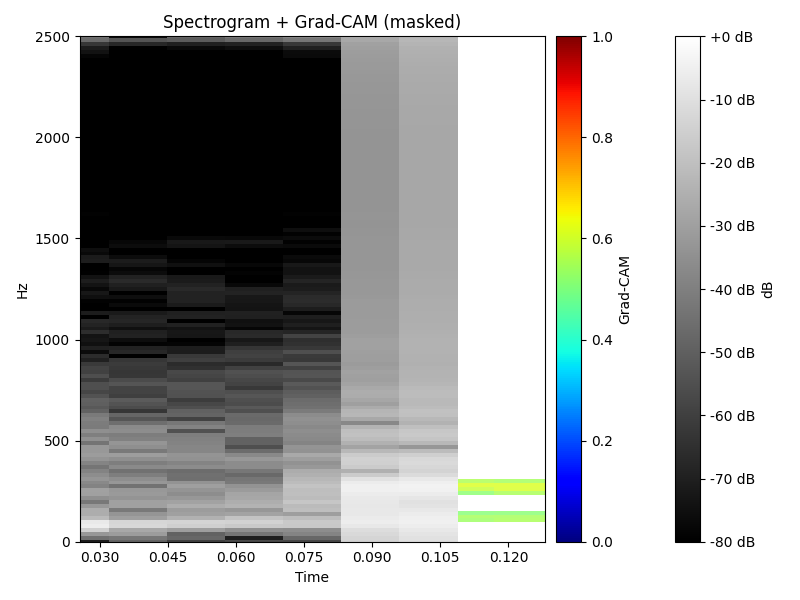 Spectrogram + Grad-CAM (masked)
2500
2000
1500
1000
500
0
Hz
0.030
0.045
0.060
0.075
0.090
0.105
0.120
Time
1.0
0.8
0.6
0.4
0.2
0.0
Grad-CAM
+0 dB
-10 dB
-20 dB
-30 dB
-40 dB
-50 dB
-60 dB
-70 dB
-80 dB
dB